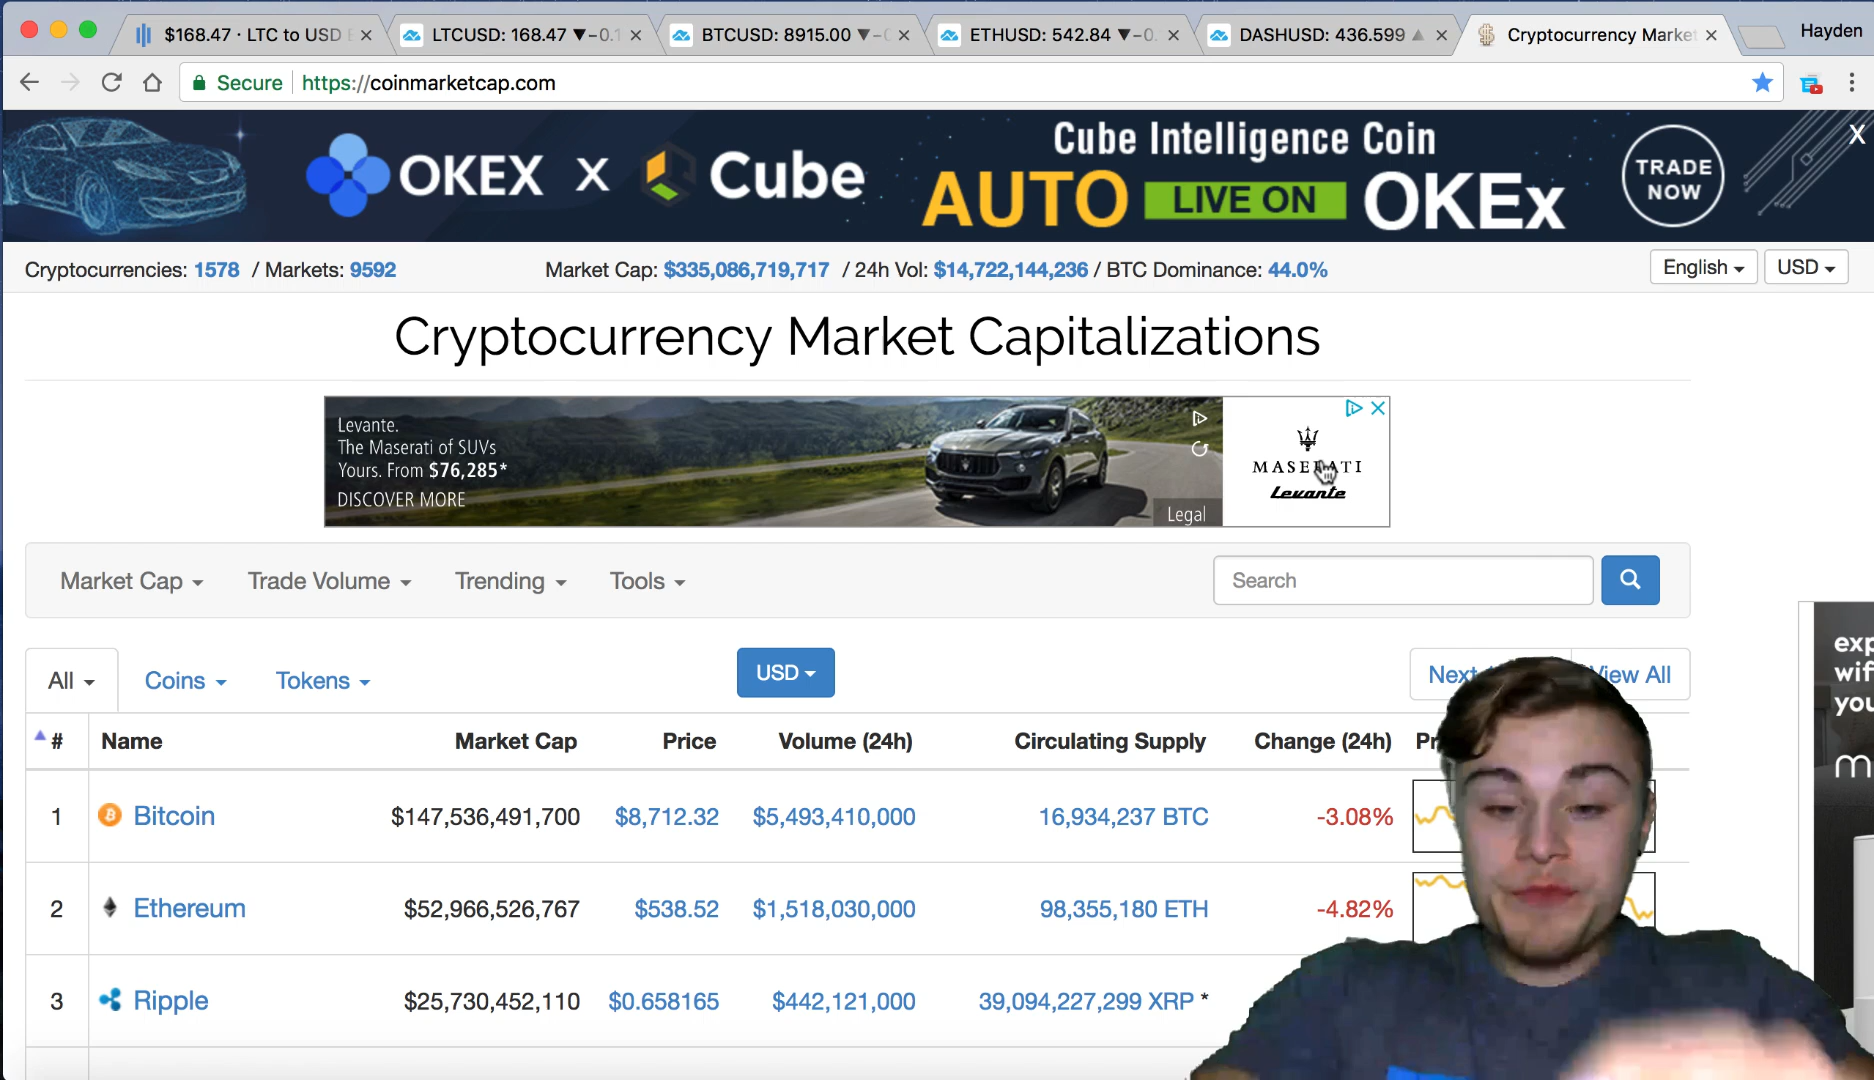 $168.47 · LTC to USD
LTCUSD: 168.47 ▼−0.1
BTCUSD: 8915.00 ▼−0
ETHUSD: 542.84 ▼−0.
DASHUSD: 436.599 ▲
Cryptocurrency Market
Hayden
Secure
https://coinmarketcap.com
OKEX X Cube
Cube Intelligence Coin
AUTO LIVE ON OKEx
TRADE
NOW
X
Cryptocurrencies: 1578 / Markets: 9592
Market Cap: $335,086,719,717 / 24h Vol: $14,722,144,236 / BTC Dominance: 44.0%
English
USD
Cryptocurrency Market Capitalizations
Levante.
The Maserati of SUVs
Yours. From $76,285*
DISCOVER MORE
Legal
MASERATI
Levante
Market Cap
Trade Volume
Trending
Tools
Search
All
Coins
Tokens
USD
Next
View All
# Name Market Cap Price Volume (24h) Circulating Supply Change (24h)
1 Bitcoin $147,536,491,700 $8,712.32 $5,493,410,000 16,934,237 BTC -3.08%
2 Ethereum $52,966,526,767 $538.52 $1,518,030,000 98,355,180 ETH -4.82%
3 Ripple $25,730,452,110 $0.658165 $442,121,000 39,094,227,299 XRP *
exp
wif
you
m